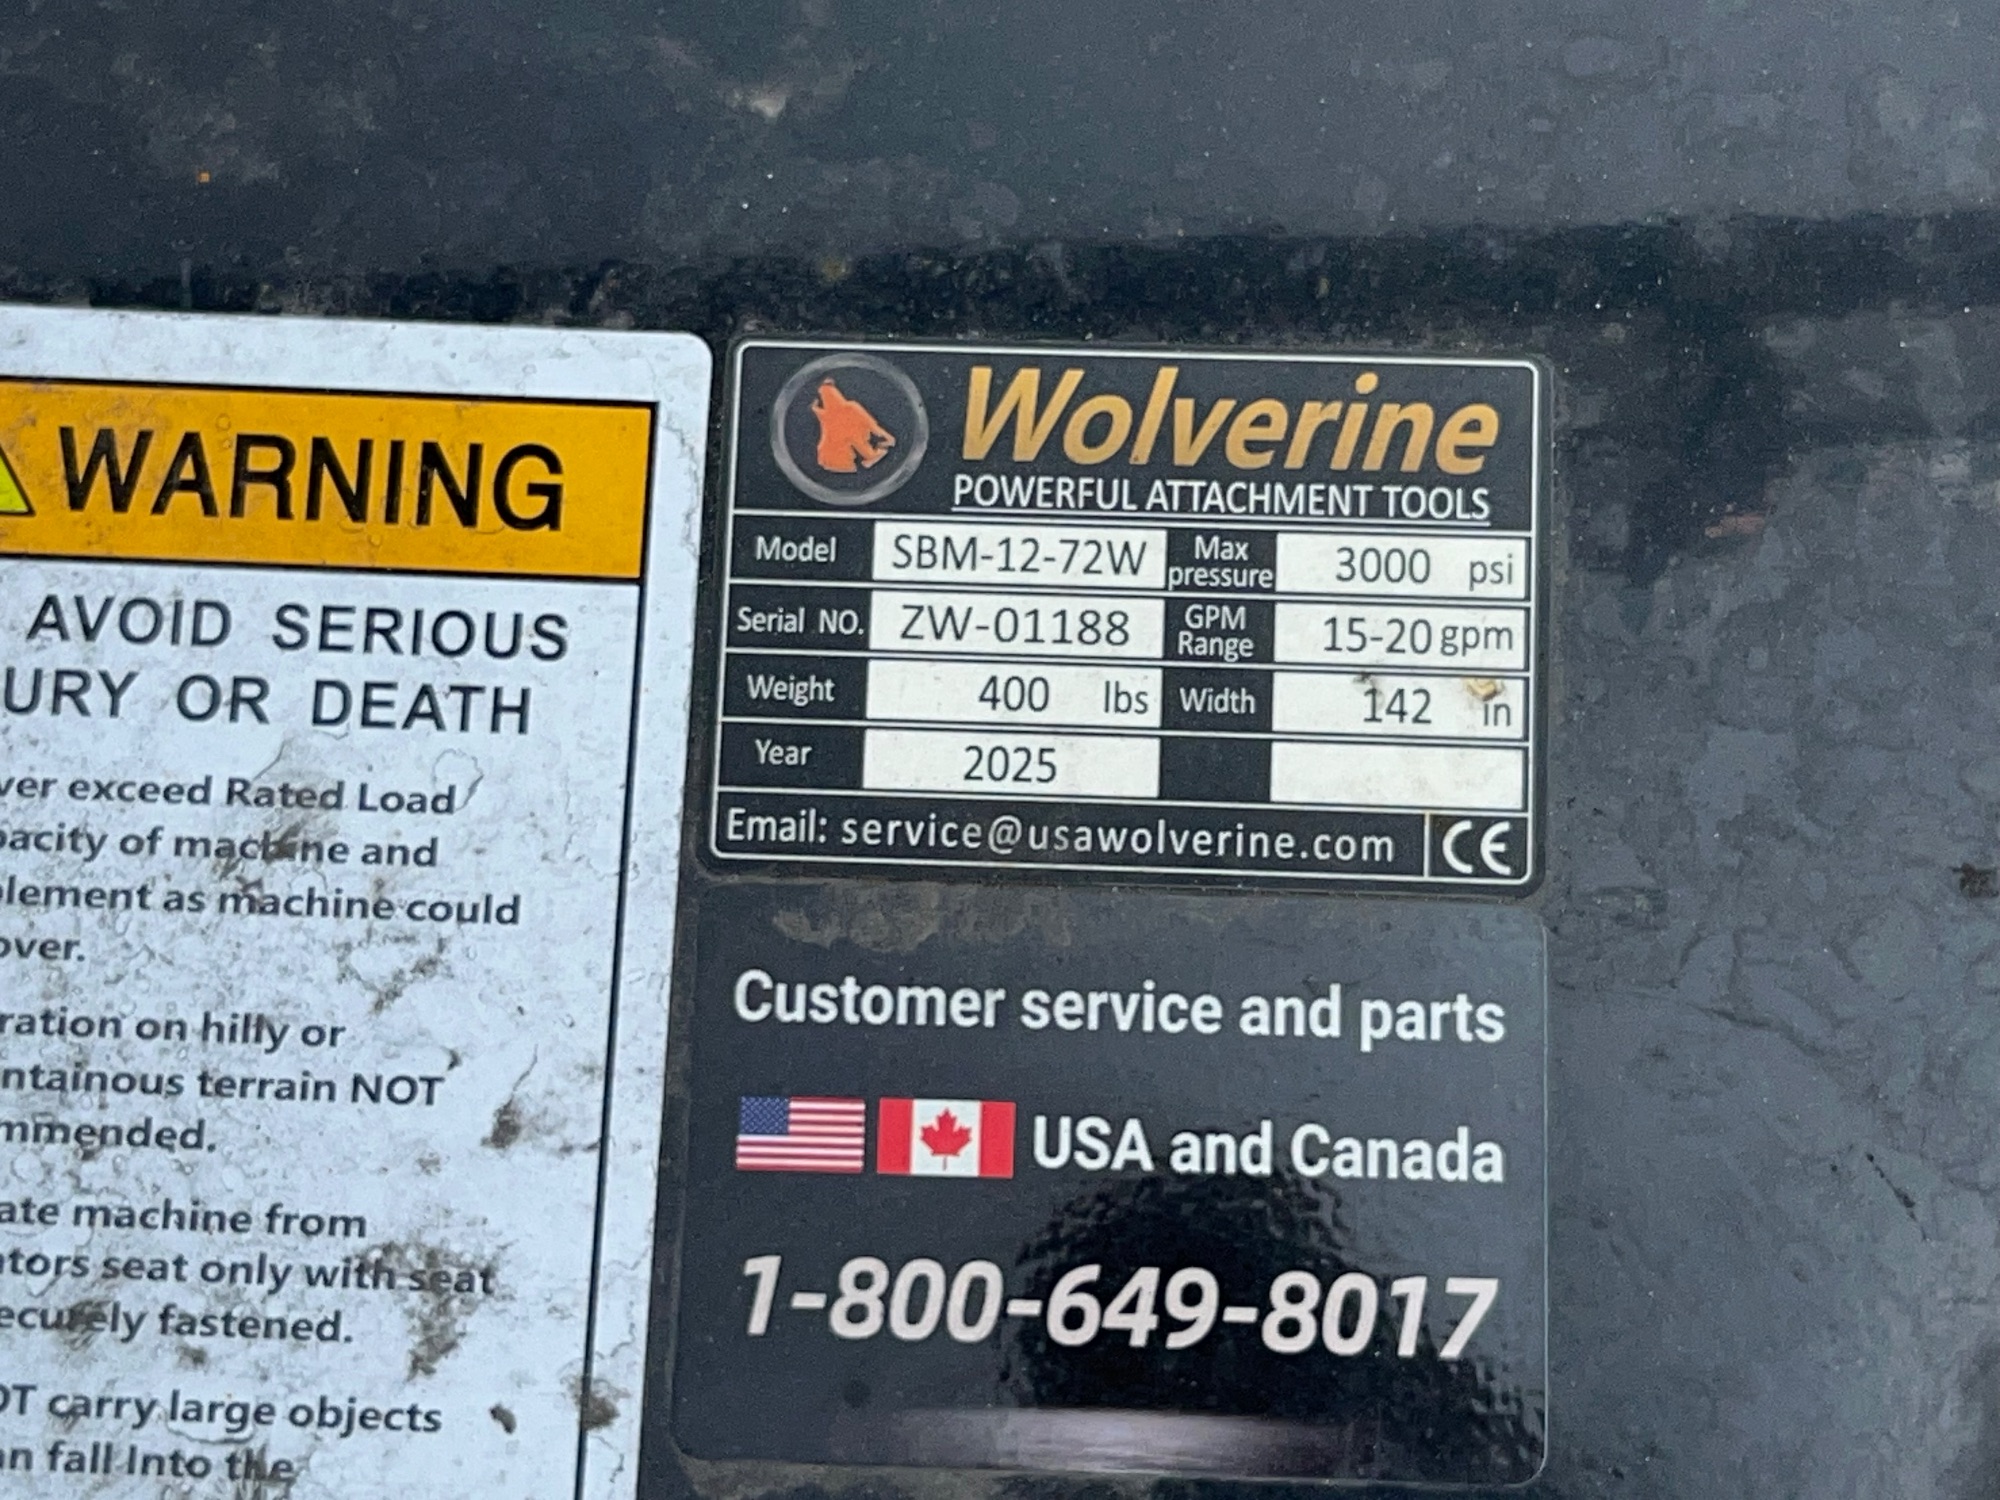 WARNING
AVOID SERIOUS
URY OR DEATH
ver exceed Rated Load
pacity of machine and
lement as machine could
over.
ration on hilly or
ntainous terrain NOT
mmended.
ate machine from
ators seat only with seat
ecurely fastened.
OT carry large objects
an fall Into the
Wolverine
POWERFUL ATTACHMENT TOOLS
Model SBM-12-72W Max pressure 3000 psi
Serial NO. ZW-01188 GPM Range 15-20 gpm
Weight 400 lbs Width 142 in
Year 2025
Email: service@usawolverine.com CE
Customer service and parts
USA and Canada
1-800-649-8017